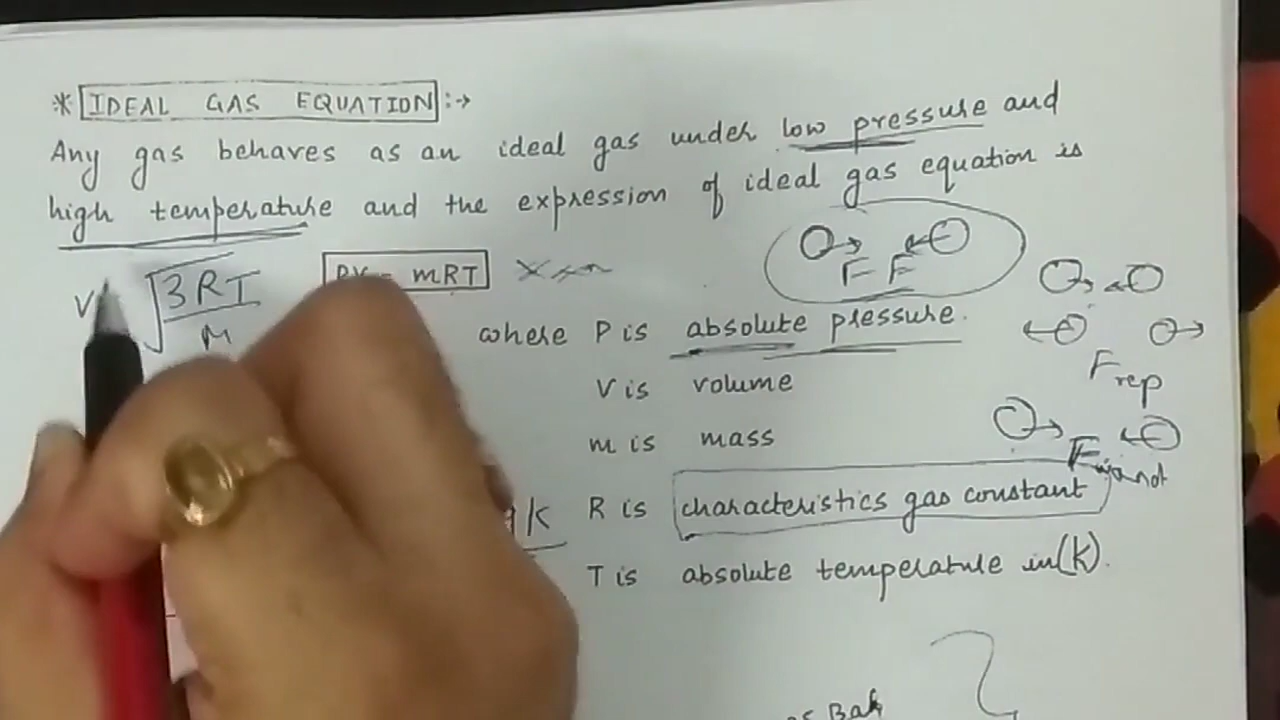 * IDEAL GAS EQUATION :→
Any gas behaves as an ideal gas under low pressure and
high temperature and the expression of ideal gas equation is
V √3RT/M
PV = mRT
F F
where P is absolute pressure.
V is volume
F rep
m is mass
R is characteristics gas constant
k
T is absolute temperature in (K).